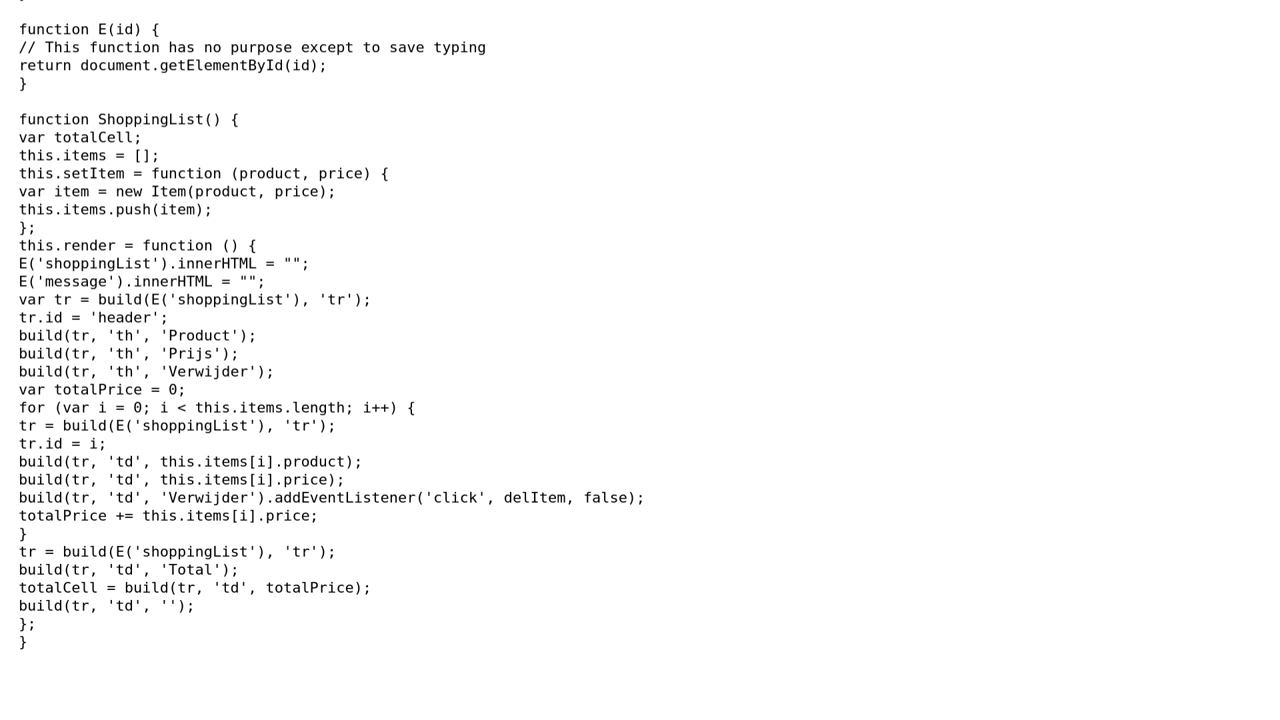 function E(id) {
// This function has no purpose except to save typing
return document.getElementById(id);
}

function ShoppingList() {
var totalCell;
this.items = [];
this.setItem = function (product, price) {
var item = new Item(product, price);
this.items.push(item);
};
this.render = function () {
E('shoppingList').innerHTML = "";
E('message').innerHTML = "";
var tr = build(E('shoppingList'), 'tr');
tr.id = 'header';
build(tr, 'th', 'Product');
build(tr, 'th', 'Prijs');
build(tr, 'th', 'Verwijder');
var totalPrice = 0;
for (var i = 0; i < this.items.length; i++) {
tr = build(E('shoppingList'), 'tr');
tr.id = i;
build(tr, 'td', this.items[i].product);
build(tr, 'td', this.items[i].price);
build(tr, 'td', 'Verwijder').addEventListener('click', delItem, false);
totalPrice += this.items[i].price;
}
tr = build(E('shoppingList'), 'tr');
build(tr, 'td', 'Total');
totalCell = build(tr, 'td', totalPrice);
build(tr, 'td', '');
};
}